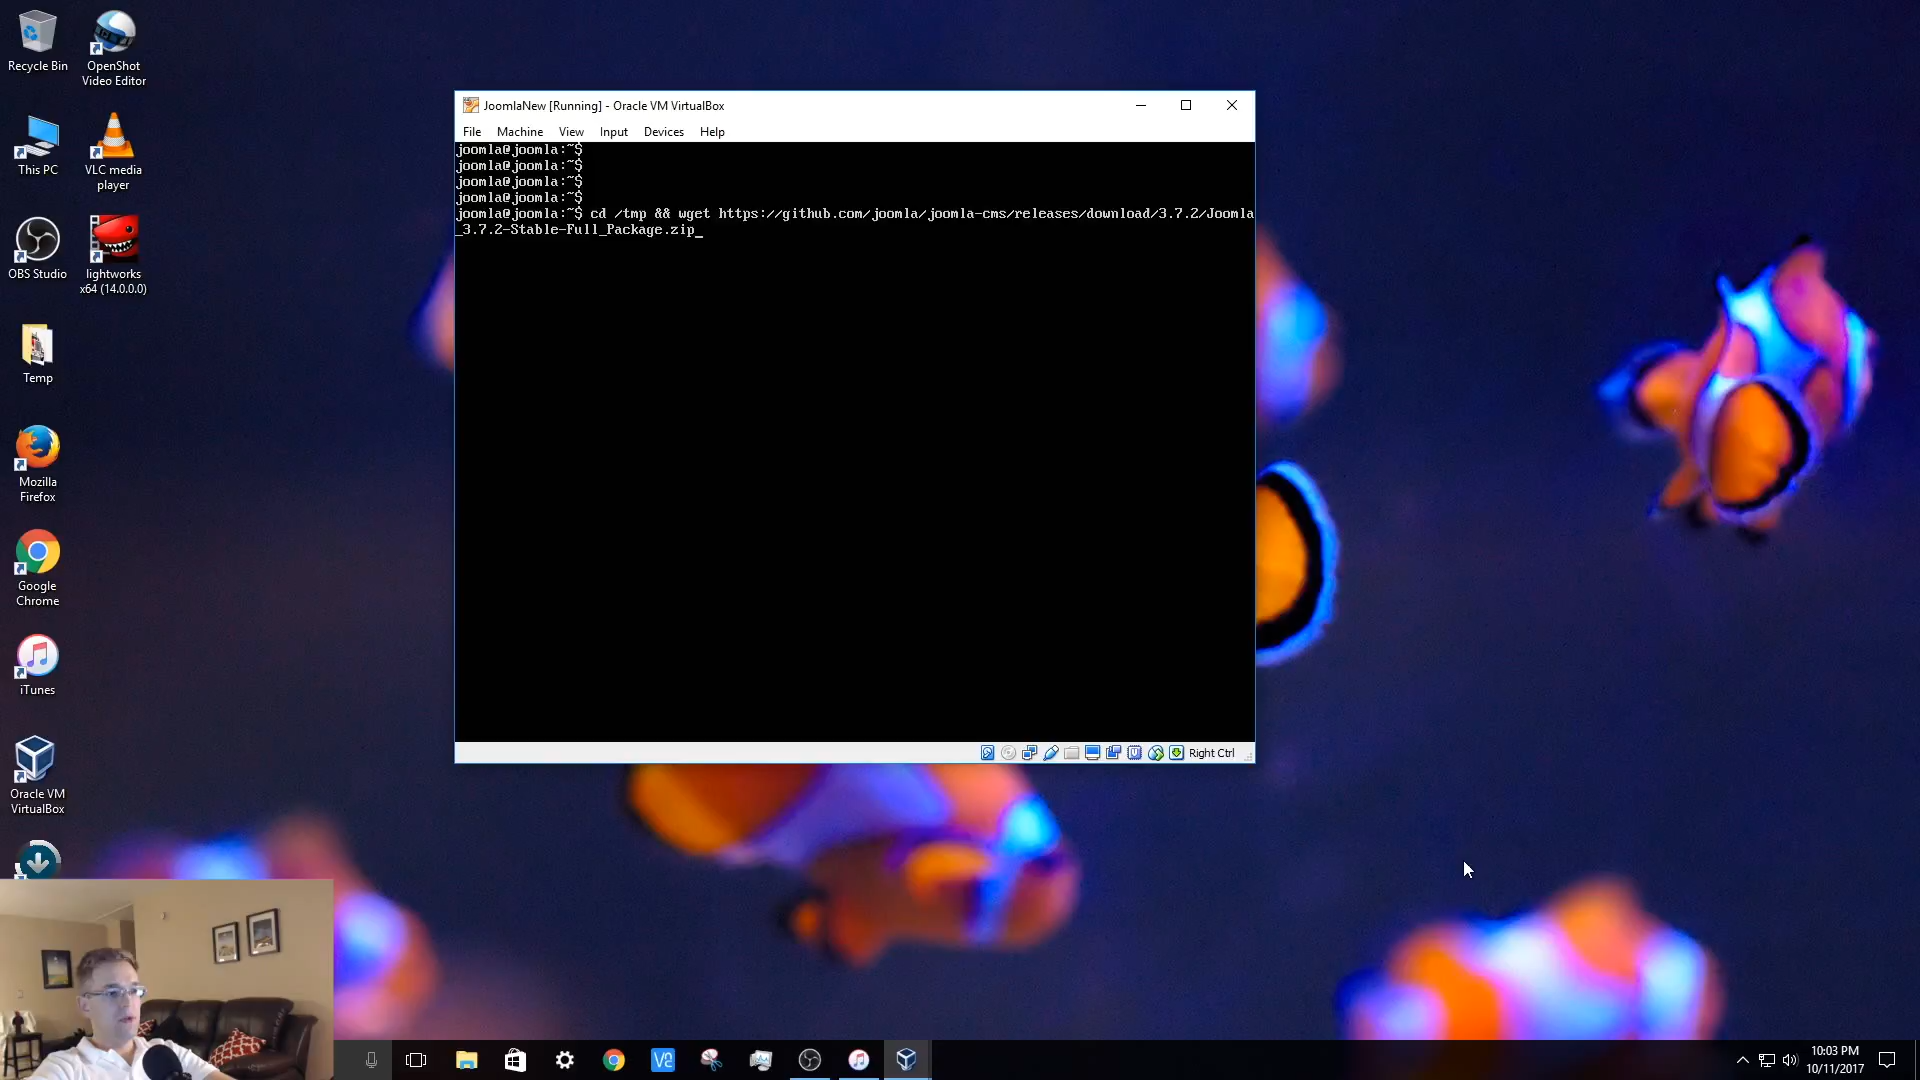 Recycle Bin
OpenShot
Video Editor
This PC
VLC media
player
OBS Studio
lightworks
x64 (14.0.0.0)
Temp
Mozilla
Firefox
Google
Chrome
iTunes
Oracle VM
VirtualBox
JoomlaNew [Running] - Oracle VM VirtualBox
File Machine View Input Devices Help
joomla@joomla:~$
joomla@joomla:~$
joomla@joomla:~$
joomla@joomla:~$
joomla@joomla:~$ cd /tmp && wget https://github.com/joomla/joomla-cms/releases/download/3.7.2/Joomla
_3.7.2-Stable-Full_Package.zip_
Right Ctrl
10:03 PM
10/11/2017